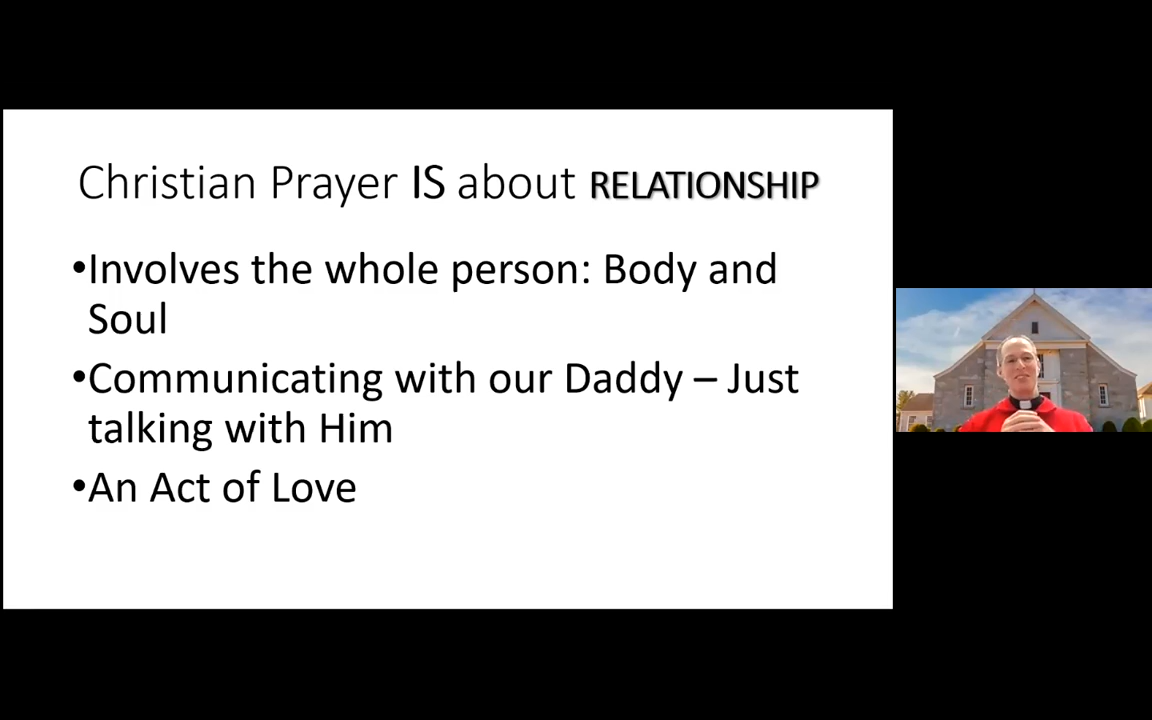 Christian Prayer IS about RELATIONSHIP
•Involves the whole person: Body and
Soul
•Communicating with our Daddy – Just
talking with Him
•An Act of Love